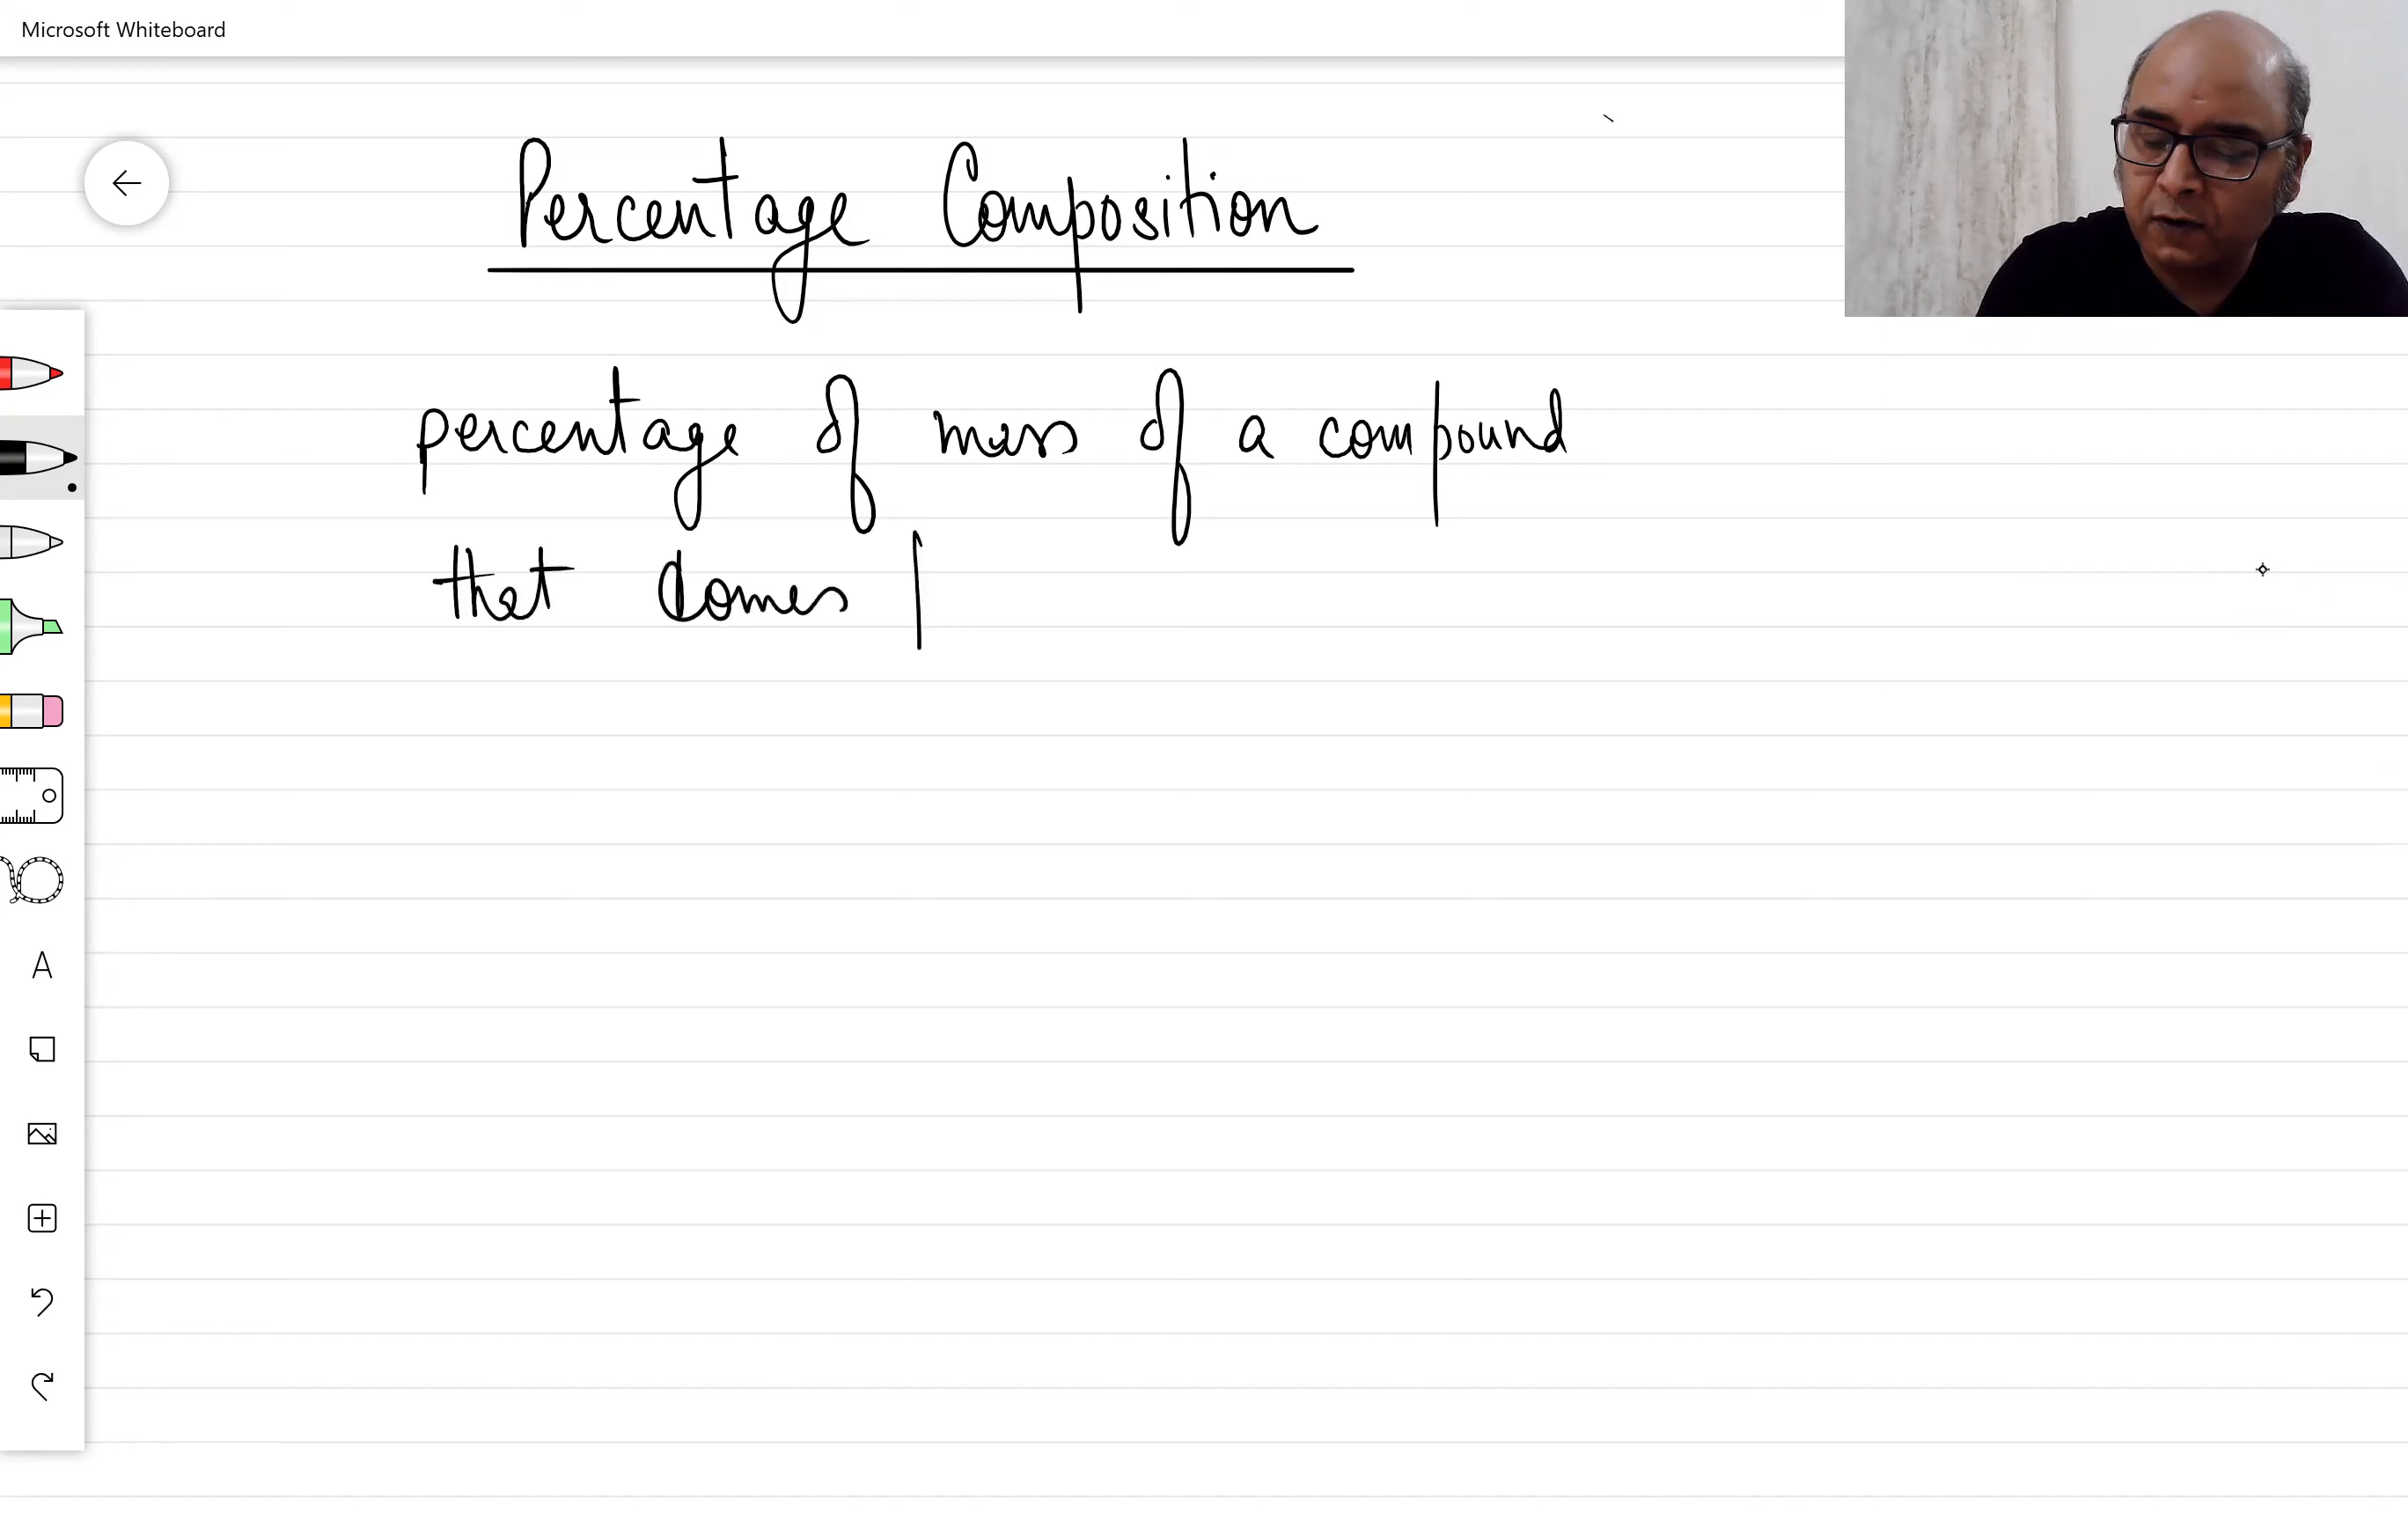 Microsoft Whiteboard
Percentage Composition
percentage of mass of a compound
that comes
A